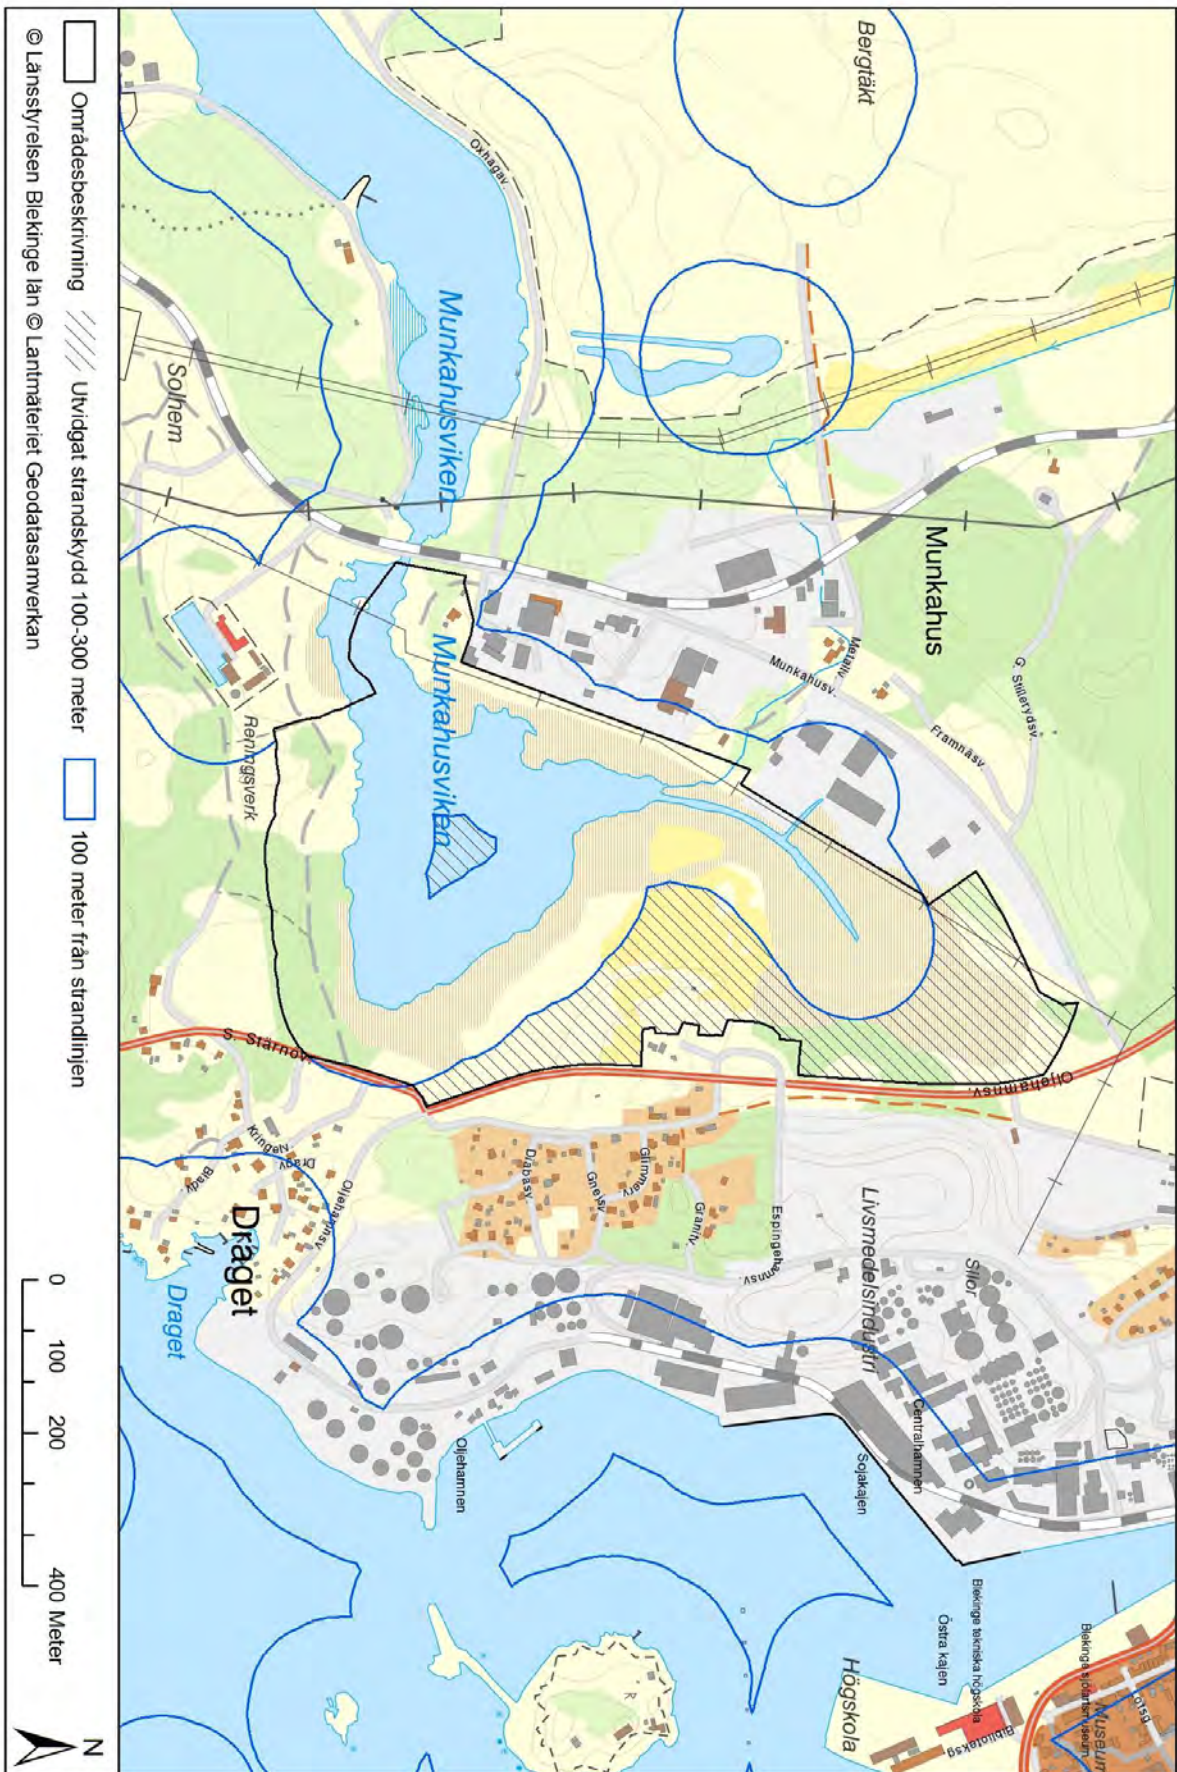 Bergtäkt
Oxhagav
Munkahusviken
Solhem
Munkahus
G. Stillerydsv.
Metallv.
Munkahusv.
Framnäsv.
Munkahusviken
Reningsverk
S. Stärnöv.
Oljehamnsv.
Kringelv
Dragv
Bradv
Oljehamnsv.
Draget
Draget
Diabasv
Gnejsv
Glimmerv
Granitv.
Espingehamnsv.
Livsmedelsindustri
Silor
Centralhamnen
Sojakajen
Oljehamnen
Blekinge tekniska högskola
Östra kajen
Högskola
Blekinge sjöfartsmuseum
Museum
Biblioteksg.
Områdesbeskrivning
Utvidgat strandskydd 100-300 meter
100 meter från strandlinjen
0 100 200 400 Meter
N
© Länsstyrelsen Blekinge län © Lantmäteriet Geodatasamverkan